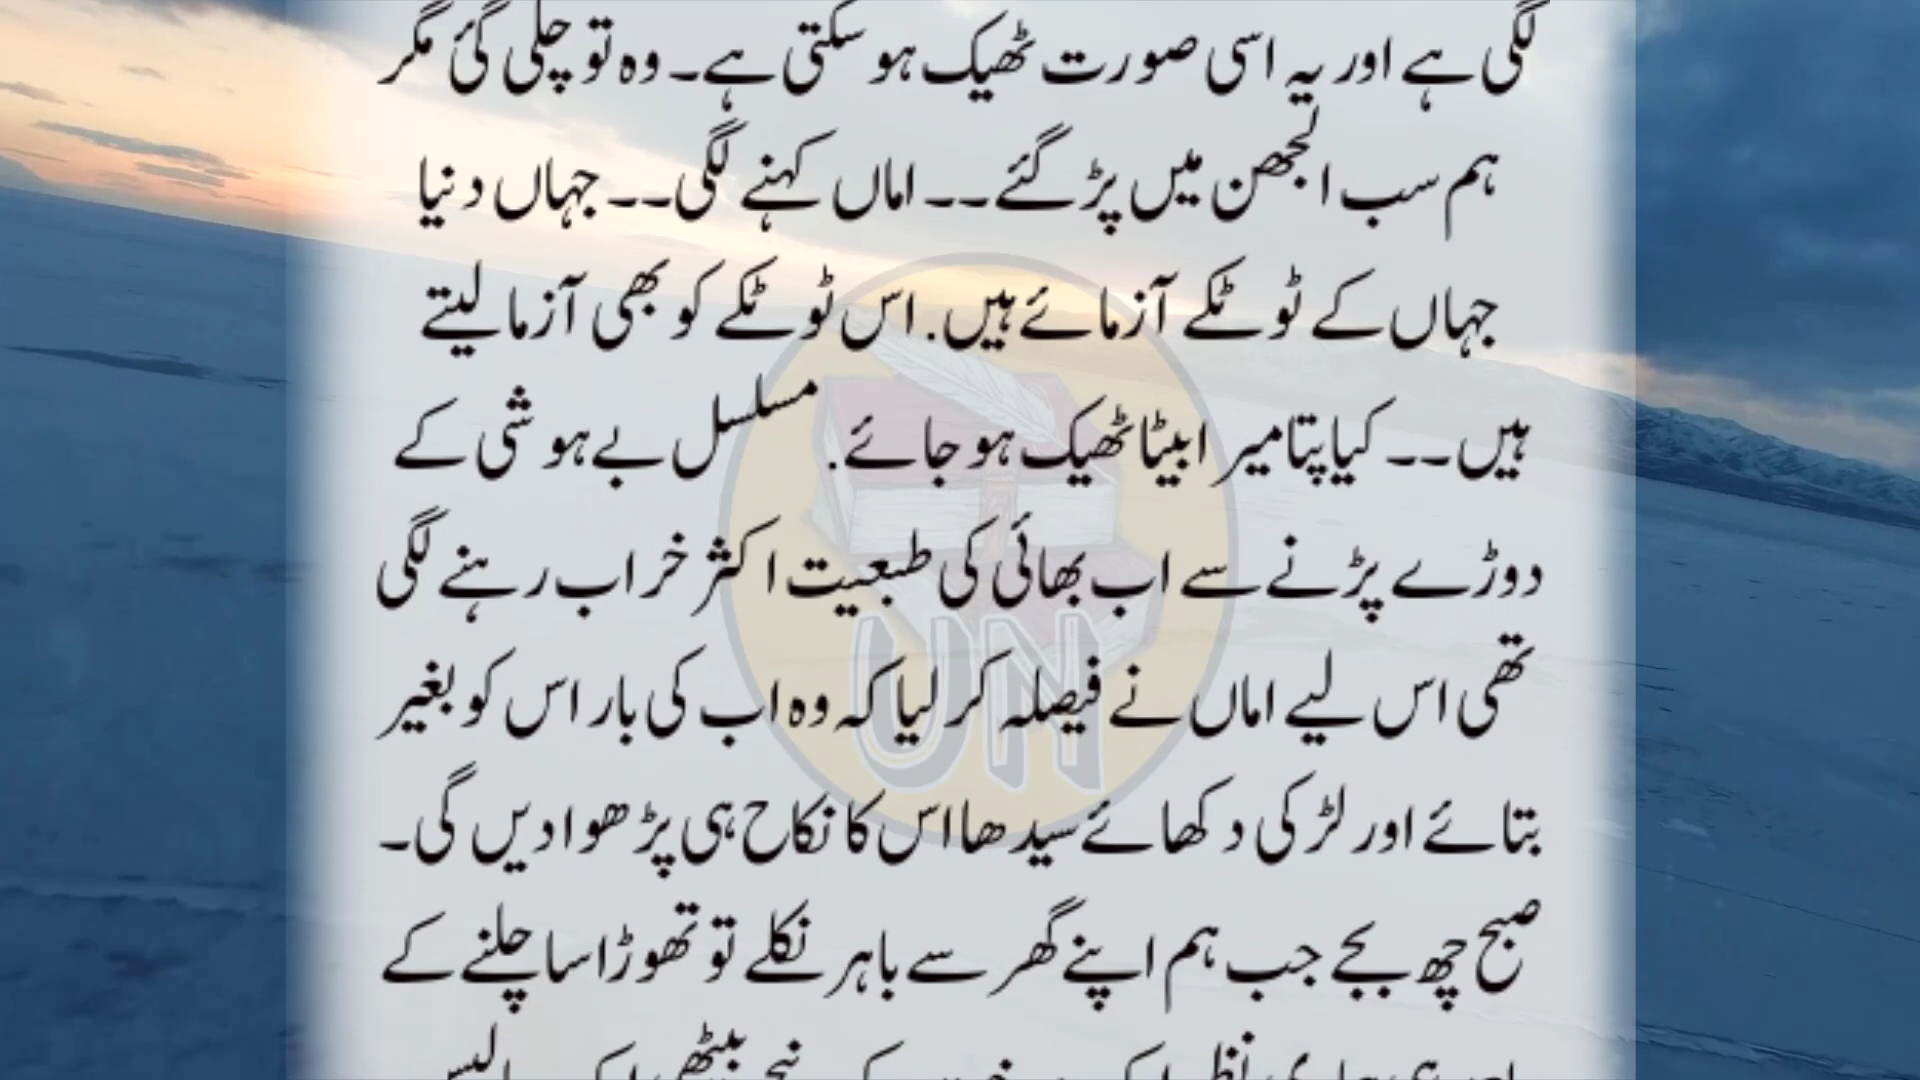 لگی ہے اور یہ اسی صورت ٹھیک ہو سکتی ہے۔ وہ تو چلی گئی مگر
ہم سب الجھن میں پڑ گئے۔۔۔ اماں کہنے لگی۔۔ جہاں دنیا
جہاں کے ٹوٹکے آزمائے ہیں. اس ٹوٹکے کو بھی آزما لیتے
ہیں۔۔ کیا پتا میرا بیٹا ٹھیک ہو جائے. مسلسل بے ہوشی کے
دوڑے پڑنے سے اب بھائی کی طبعیت اکثر خراب رہنے لگی
تھی اس لیے اماں نے فیصلہ کر لیا کہ وہ اب کی بار اس کو بغیر
بتائے اور لڑکی دکھائے سیدھا اس کا نکاح ہی پڑھوا دیں گی۔
صبح چھ بجے جب ہم اپنے گھر سے باہر نکلے تو تھوڑا سا چلنے کے
UN